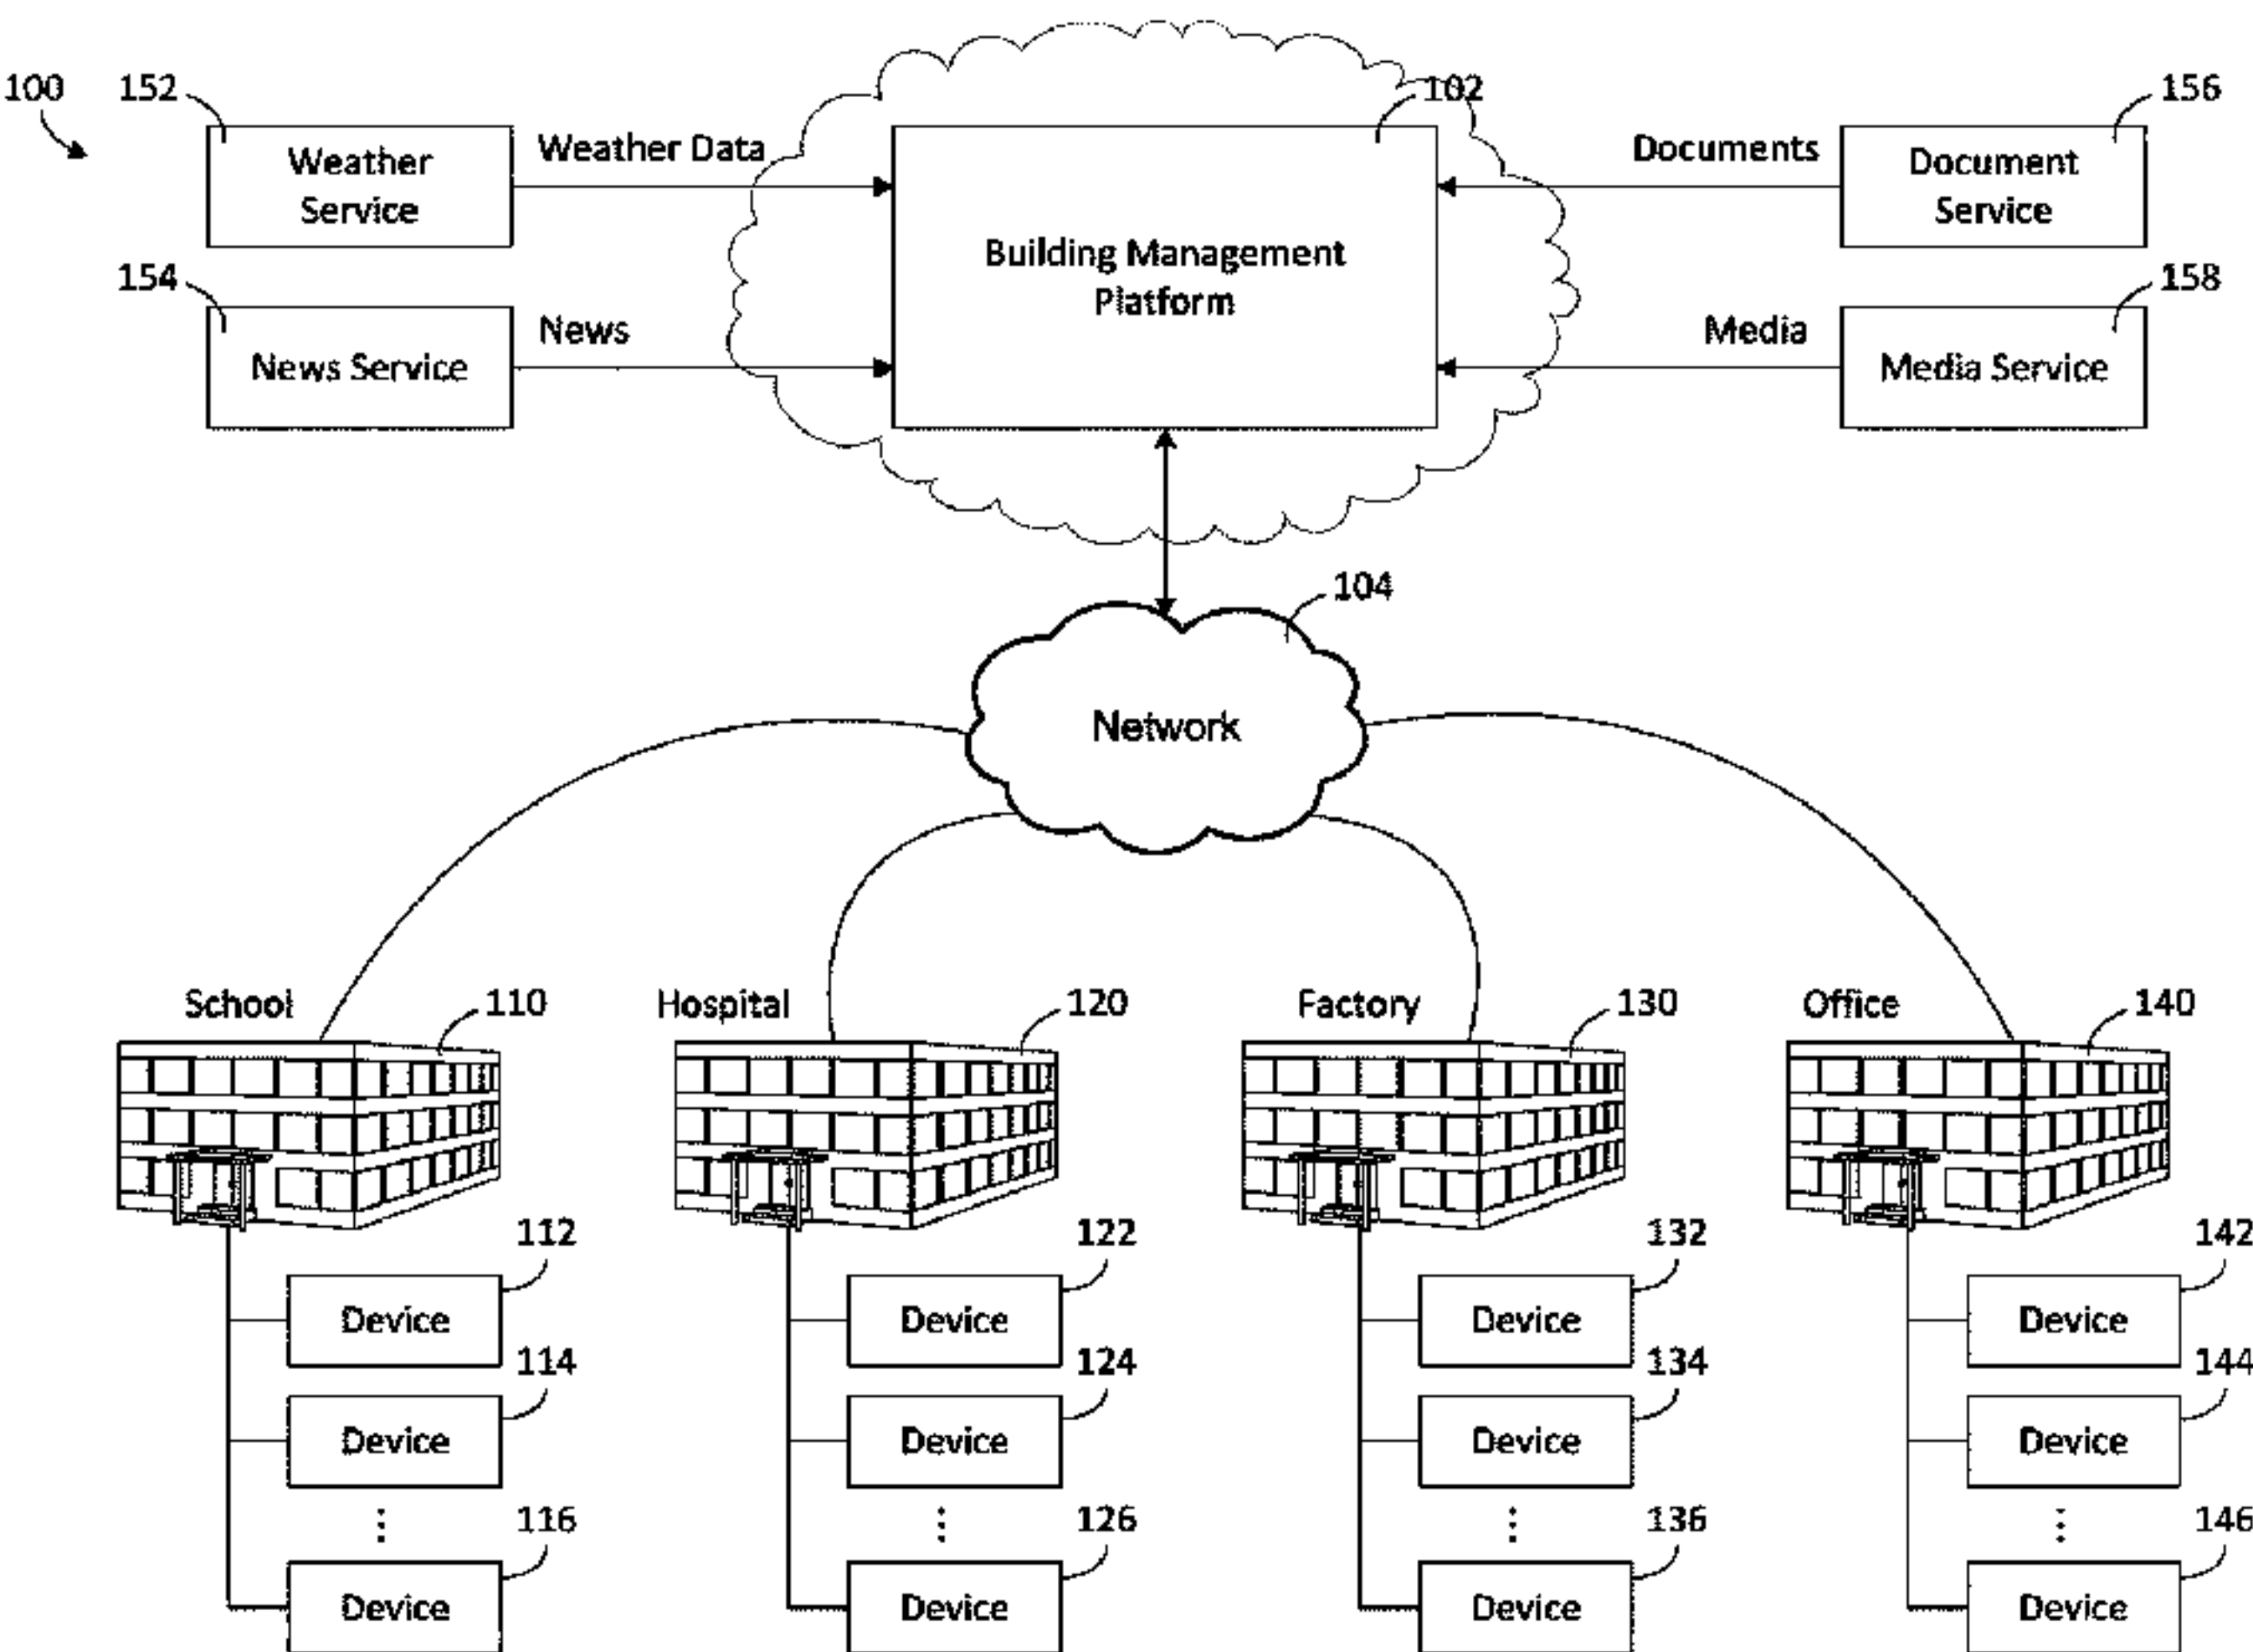 100
152
102
156
Weather Data
Documents
Weather
Service
Document
Service
Building Management
Platform
154
158
News
Media
News Service
Media Service
104
Network
School
110
Hospital
120
Factory
130
Office
140
112
122
132
142
Device
Device
Device
Device
114
124
134
144
Device
Device
Device
Device
116
126
136
146
Device
Device
Device
Device